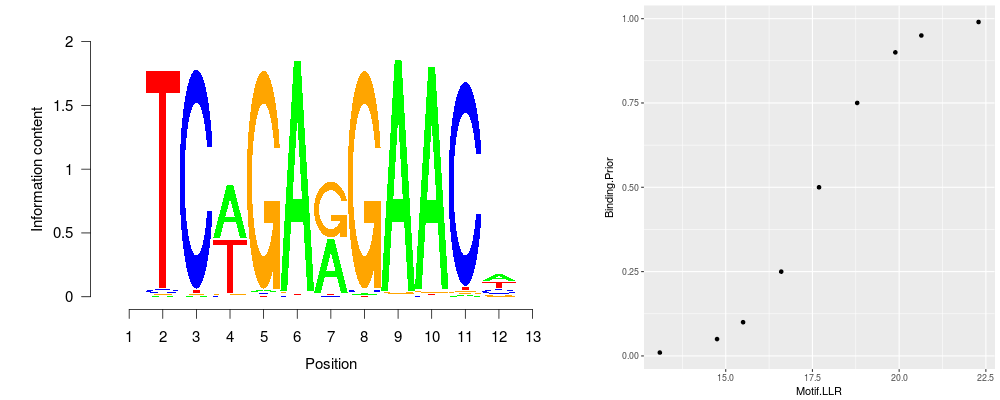 2
1.5
1
0.5
0
Information content
TCAGAGGAACA
TAT
1 2 3 4 5 6 7 8 9 10 11 12 13
Position
1.00
0.75
0.50
0.25
0.00
Binding.Prior
15.0 17.5 20.0 22.5
Motif.LLR